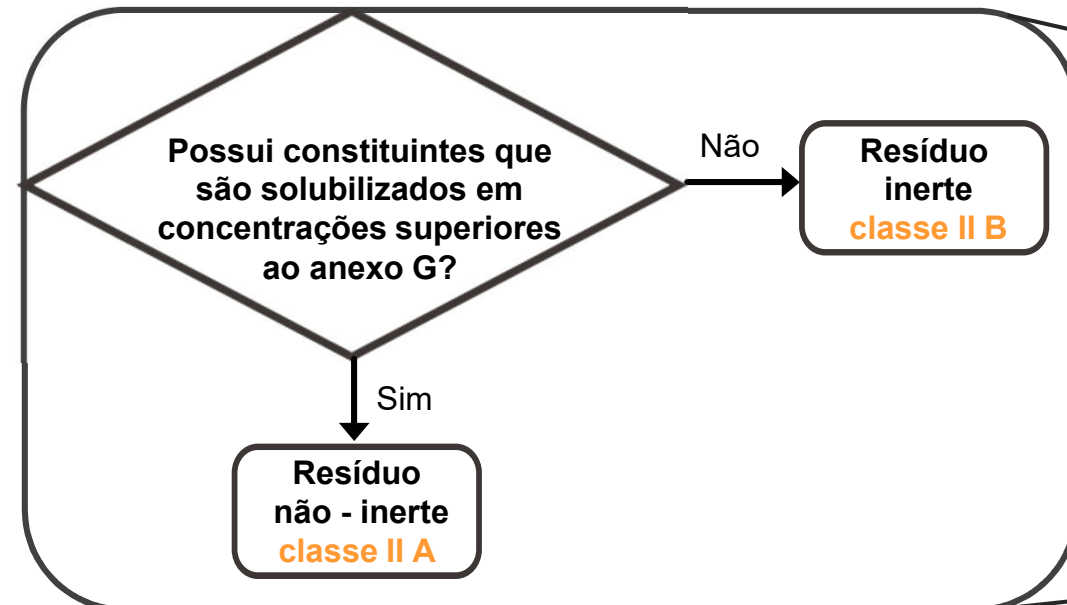 Possui constituintes que
são solubilizados em
concentrações superiores
ao anexo G?
Não
Resíduo
inerte
classe II B
Sim
Resíduo
não - inerte
classe II A